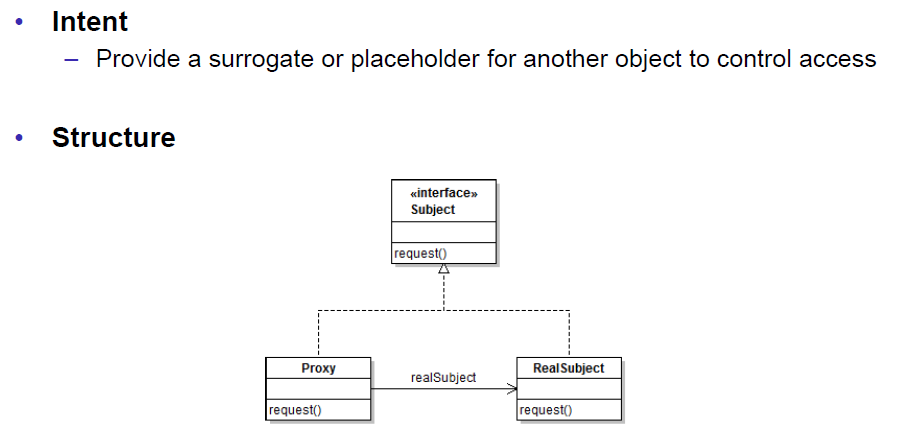 • Intent
– Provide a surrogate or placeholder for another object to control access
• Structure
«interface»
Subject
request()
Proxy
request()
realSubject
RealSubject
request()